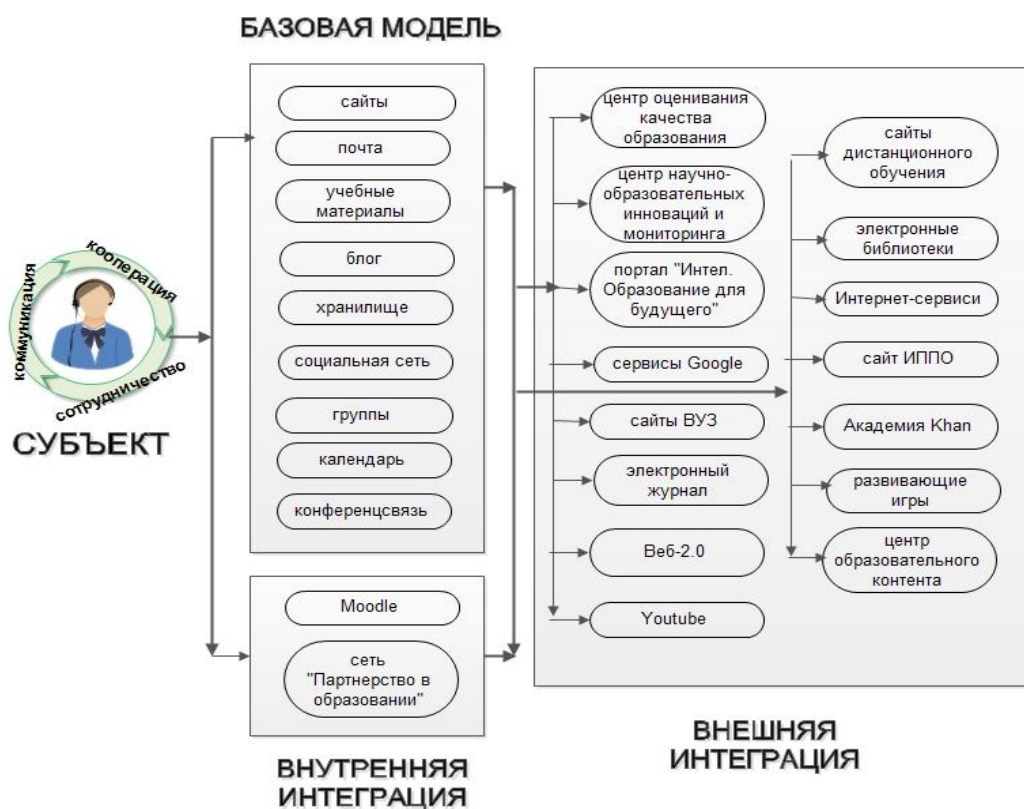 БАЗОВАЯ МОДЕЛЬ
коммуникация
кооперация
сотрудничество
СУБЪЕКТ
сайты
почта
учебные
материалы
блог
хранилище
социальная сеть
группы
календарь
конференцсвязь
Moodle
сеть
"Партнерство в
образовании"
ВНУТРЕННЯЯ
ИНТЕГРАЦИЯ
центр оценивания
качества
образования
центр научно-
образовательных
инноваций и
мониторинга
портал "Интел.
Образование для
будущего"
сервисы Google
сайты ВУЗ
электронный
журнал
Веб-2.0
Youtube
сайты
дистанционного
обучения
электронные
библиотеки
Интернет-сервиси
сайт ИППО
Академия Khan
развивающие
игры
центр
образовательного
контента
ВНЕШНЯЯ
ИНТЕГРАЦИЯ